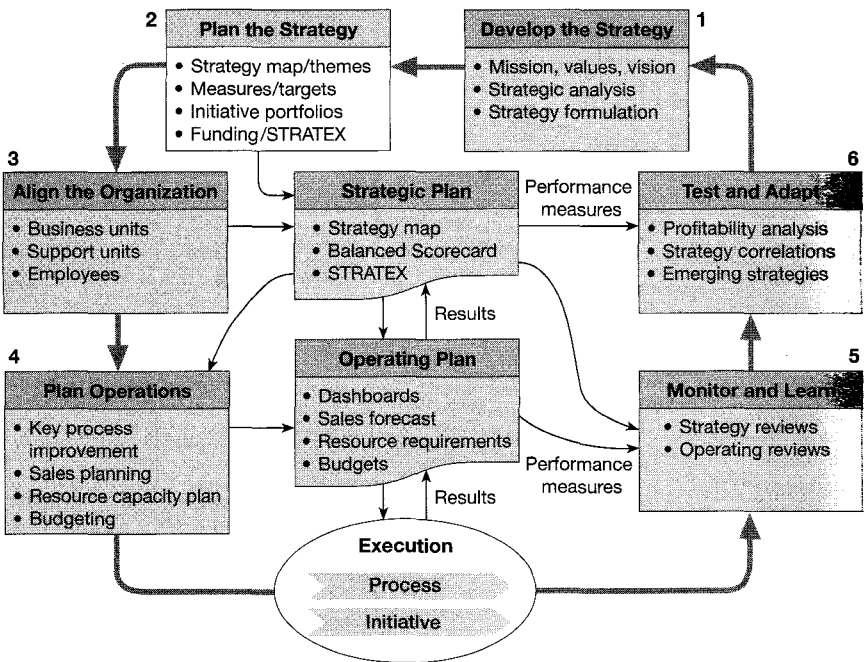 2
Plan the Strategy
• Strategy map/themes
• Measures/targets
• Initiative portfolios
• Funding/STRATEX
Develop the Strategy
1
• Mission, values, vision
• Strategic analysis
• Strategy formulation
3
Align the Organization
• Business units
• Support units
• Employees
Strategic Plan
• Strategy map
• Balanced Scorecard
• STRATEX
Performance
measures
6
Test and Adapt
• Profitability analysis
• Strategy correlations
• Emerging strategies
Results
4
Plan Operations
• Key process
improvement
• Sales planning
• Resource capacity plan
• Budgeting
Operating Plan
• Dashboards
• Sales forecast
• Resource requirements
• Budgets
Performance
measures
5
Monitor and Learn
• Strategy reviews
• Operating reviews
Results
Execution
Process
Initiative